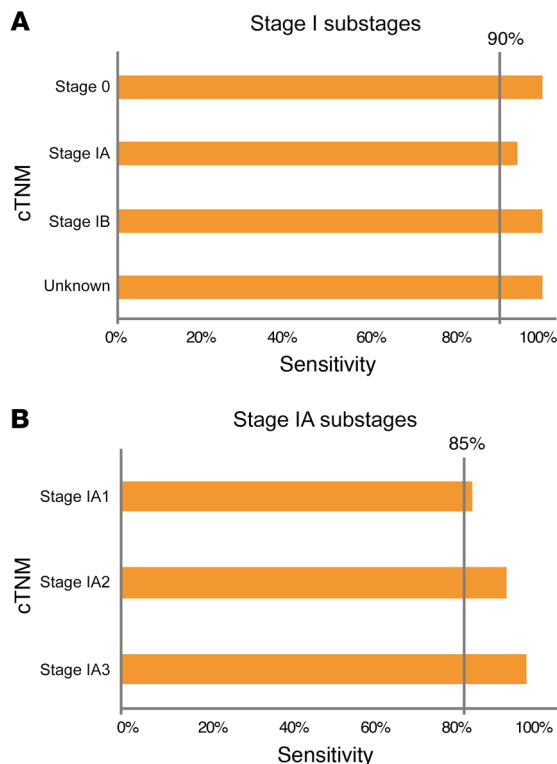 A
Stage I substages
90%
Stage 0
Stage IA
Stage IB
Unknown
cTNM
0% 20% 40% 60% 80% 100%
Sensitivity
B
Stage IA substages
85%
Stage IA1
Stage IA2
Stage IA3
cTNM
0% 20% 40% 60% 80% 100%
Sensitivity